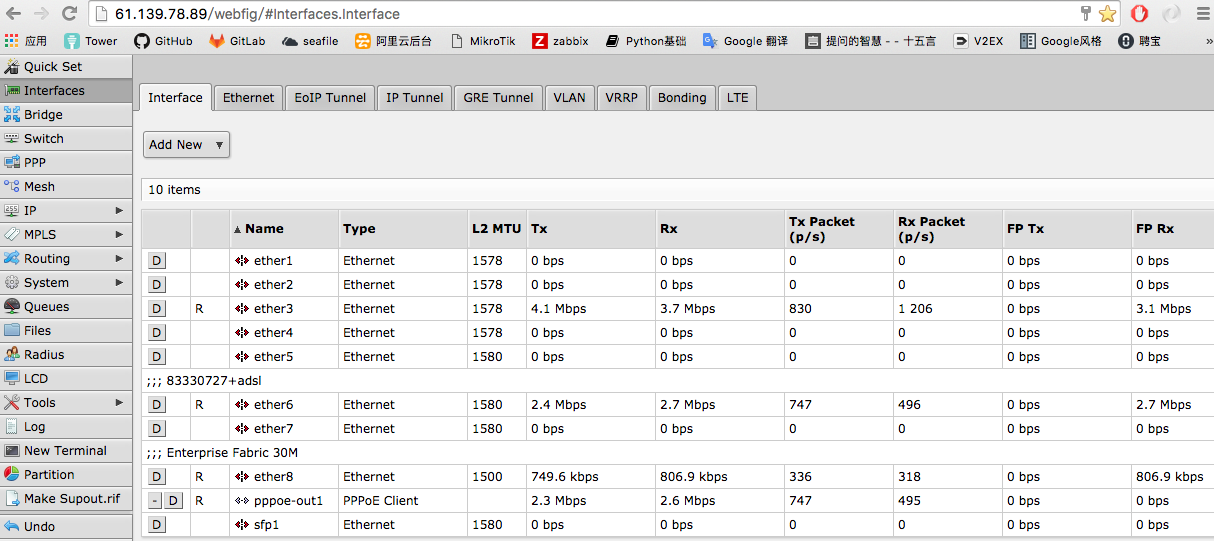 61.139.78.89/webfig/#Interfaces.Interface
应用 Tower GitHub GitLab seafile 阿里云后台 MikroTik zabbix Python基础 Google 翻译 提问的智慧 - - 十五言 V2EX Google风格 聘宝 »
Quick Set
Interfaces
Bridge
Switch
PPP
Mesh
IP
MPLS
Routing
System
Queues
Files
Radius
LCD
Tools
Log
New Terminal
Partition
Make Supout.rif
Undo
Interface Ethernet EoIP Tunnel IP Tunnel GRE Tunnel VLAN VRRP Bonding LTE
Add New
10 items
Name Type L2 MTU Tx Rx Tx Packet (p/s) Rx Packet (p/s) FP Tx FP Rx
D ether1 Ethernet 1578 0 bps 0 bps 0 0 0 bps 0 bps
D ether2 Ethernet 1578 0 bps 0 bps 0 0 0 bps 0 bps
D R ether3 Ethernet 1578 4.1 Mbps 3.7 Mbps 830 1 206 0 bps 3.1 Mbps
D ether4 Ethernet 1578 0 bps 0 bps 0 0 0 bps 0 bps
D ether5 Ethernet 1580 0 bps 0 bps 0 0 0 bps 0 bps
;;; 83330727+adsl
D R ether6 Ethernet 1580 2.4 Mbps 2.7 Mbps 747 496 0 bps 2.7 Mbps
D ether7 Ethernet 1580 0 bps 0 bps 0 0 0 bps 0 bps
;;; Enterprise Fabric 30M
D R ether8 Ethernet 1500 749.6 kbps 806.9 kbps 336 318 0 bps 806.9 kbps
- D R pppoe-out1 PPPoE Client 2.3 Mbps 2.6 Mbps 747 495 0 bps 0 bps
D sfp1 Ethernet 1580 0 bps 0 bps 0 0 0 bps 0 bps